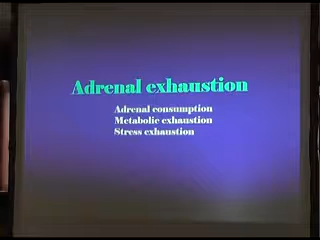 Adrenal exhaustion
Adrenal consumption
Metabolic exhaustion
Stress exhaustion